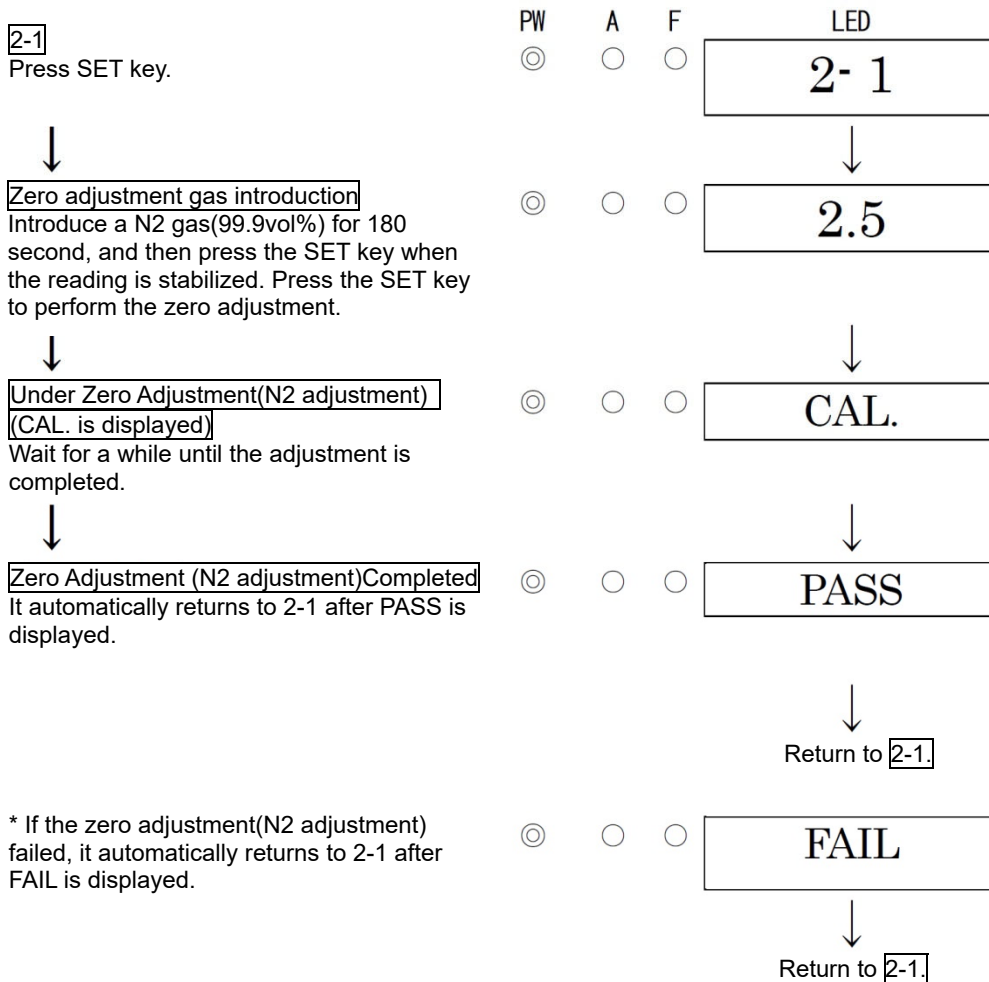 PW A F LED
2-1
Press SET key.
2- 1
Zero adjustment gas introduction
Introduce a N2 gas(99.9vol%) for 180
second, and then press the SET key when
the reading is stabilized. Press the SET key
to perform the zero adjustment.
2.5
Under Zero Adjustment(N2 adjustment)
(CAL. is displayed)
Wait for a while until the adjustment is
completed.
CAL.
Zero Adjustment (N2 adjustment)Completed
It automatically returns to 2-1 after PASS is
displayed.
PASS
Return to 2-1.
* If the zero adjustment(N2 adjustment)
failed, it automatically returns to 2-1 after
FAIL is displayed.
FAIL
Return to 2-1.